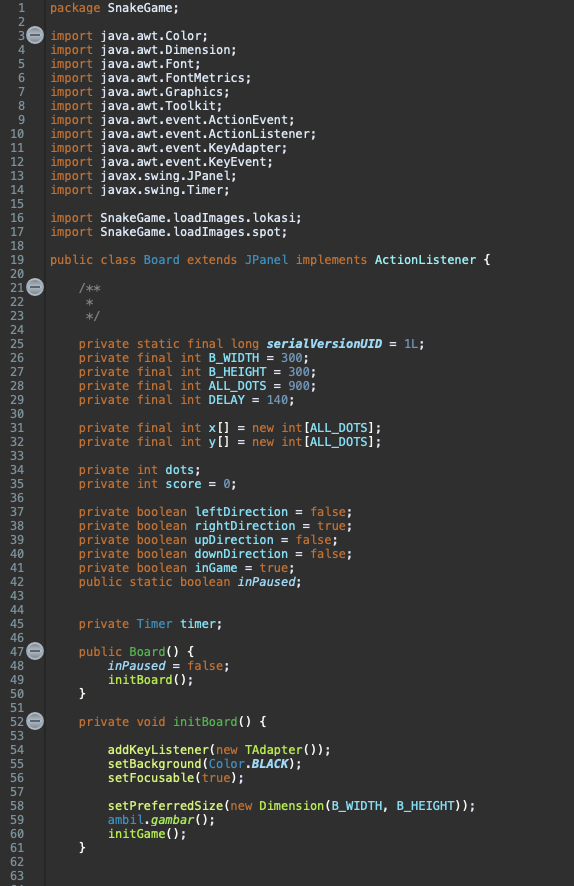 1 package SnakeGame;
2
3 import java.awt.Color;
4 import java.awt.Dimension;
5 import java.awt.Font;
6 import java.awt.FontMetrics;
7 import java.awt.Graphics;
8 import java.awt.Toolkit;
9 import java.awt.event.ActionEvent;
10 import java.awt.event.ActionListener;
11 import java.awt.event.KeyAdapter;
12 import java.awt.event.KeyEvent;
13 import javax.swing.JPanel;
14 import javax.swing.Timer;
15
16 import SnakeGame.loadImages.lokasi;
17 import SnakeGame.loadImages.spot;
18
19 public class Board extends JPanel implements ActionListener {
20
21     /**
22      *
23      */
24
25     private static final long serialVersionUID = 1L;
26     private final int B_WIDTH = 300;
27     private final int B_HEIGHT = 300;
28     private final int ALL_DOTS = 900;
29     private final int DELAY = 140;
30
31     private final int x[] = new int[ALL_DOTS];
32     private final int y[] = new int[ALL_DOTS];
33
34     private int dots;
35     private int score = 0;
36
37     private boolean leftDirection = false;
38     private boolean rightDirection = true;
39     private boolean upDirection = false;
40     private boolean downDirection = false;
41     private boolean inGame = true;
42     public static boolean inPaused;
43
44
45     private Timer timer;
46
47     public Board() {
48         inPaused = false;
49         initBoard();
50     }
51
52     private void initBoard() {
53
54         addKeyListener(new TAdapter());
55         setBackground(Color.BLACK);
56         setFocusable(true);
57
58         setPreferredSize(new Dimension(B_WIDTH, B_HEIGHT));
59         ambil.gambar();
60         initGame();
61     }
62
63